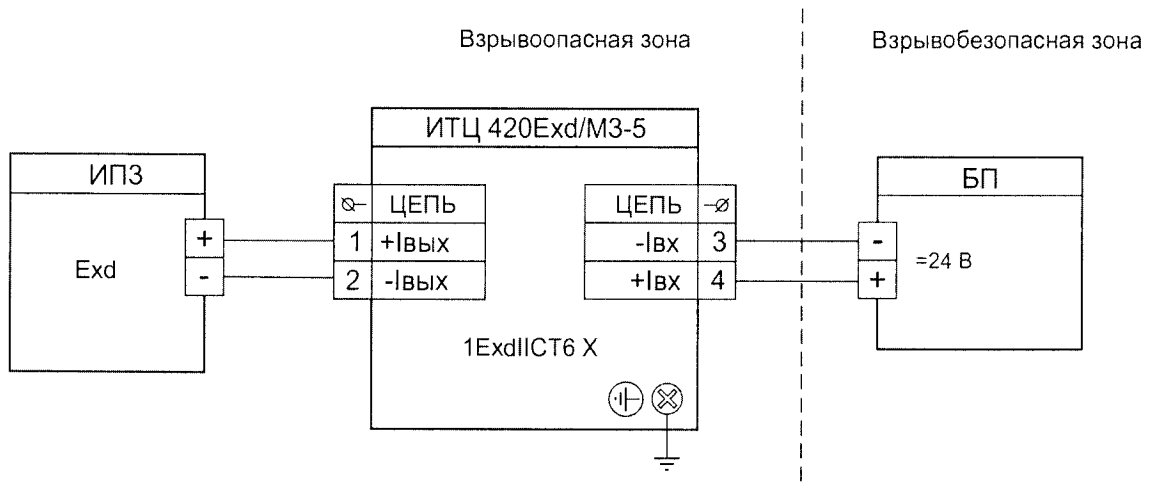 Взрывоопасная зона
Взрывобезопасная зона
ИТЦ 420Exd/М3-5
ИПЗ
БП
ЦЕПЬ
ЦЕПЬ
+
1 +Iвых
-Iвх 3
-
Exd
=24 В
-
2 -Iвых
+Iвх 4
+
1ExdIICT6 X